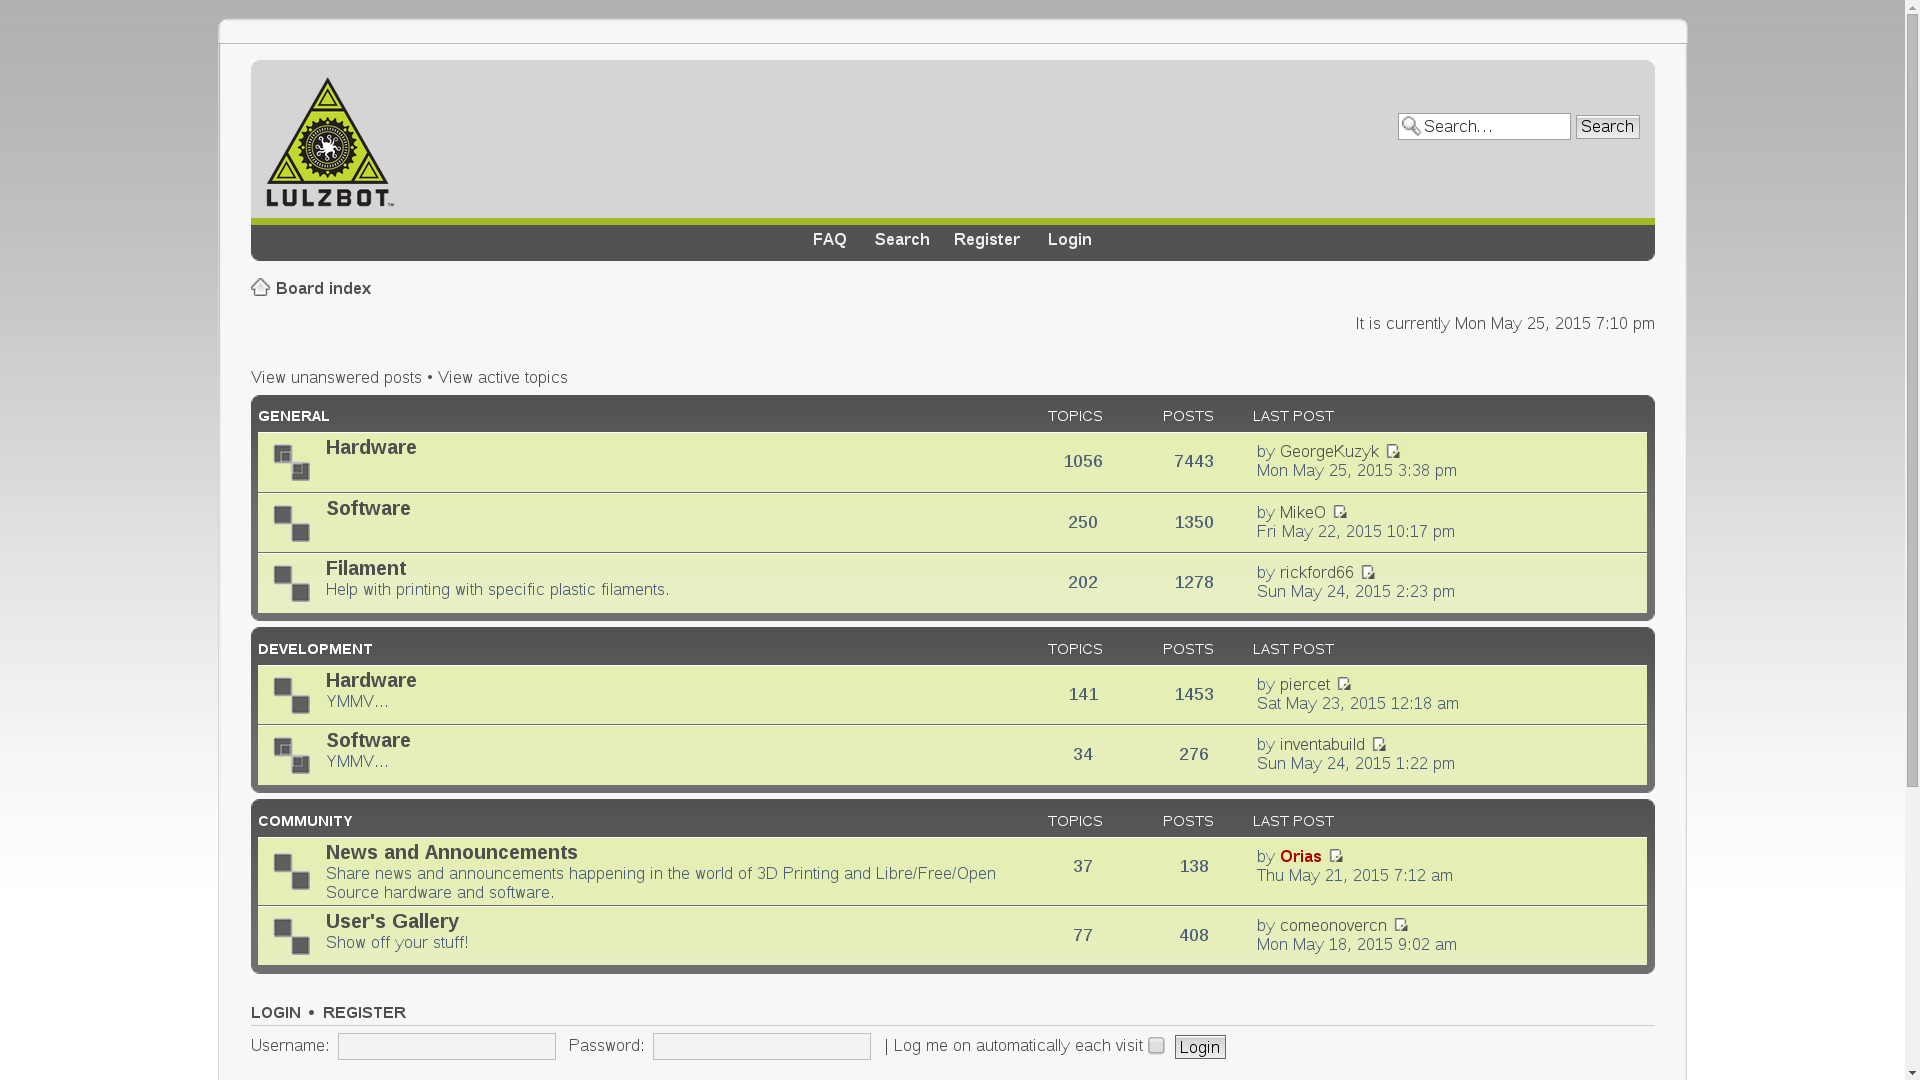 LULZBOT™
Search…
Search
FAQ Search Register Login
Board index
It is currently Mon May 25, 2015 7:10 pm
View unanswered posts • View active topics
GENERAL TOPICS POSTS LAST POST
Hardware 1056 7443 by GeorgeKuzyk
Mon May 25, 2015 3:38 pm
Software 250 1350 by MikeO
Fri May 22, 2015 10:17 pm
Filament 202 1278 by rickford66
Help with printing with specific plastic filaments. Sun May 24, 2015 2:23 pm
DEVELOPMENT TOPICS POSTS LAST POST
Hardware 141 1453 by piercet
YMMV... Sat May 23, 2015 12:18 am
Software 34 276 by inventabuild
YMMV... Sun May 24, 2015 1:22 pm
COMMUNITY TOPICS POSTS LAST POST
News and Announcements 37 138 by Orias
Share news and announcements happening in the world of 3D Printing and Libre/Free/Open Thu May 21, 2015 7:12 am
Source hardware and software.
User's Gallery 77 408 by comeonovercn
Show off your stuff! Mon May 18, 2015 9:02 am
LOGIN • REGISTER
Username: Password: | Log me on automatically each visit Login